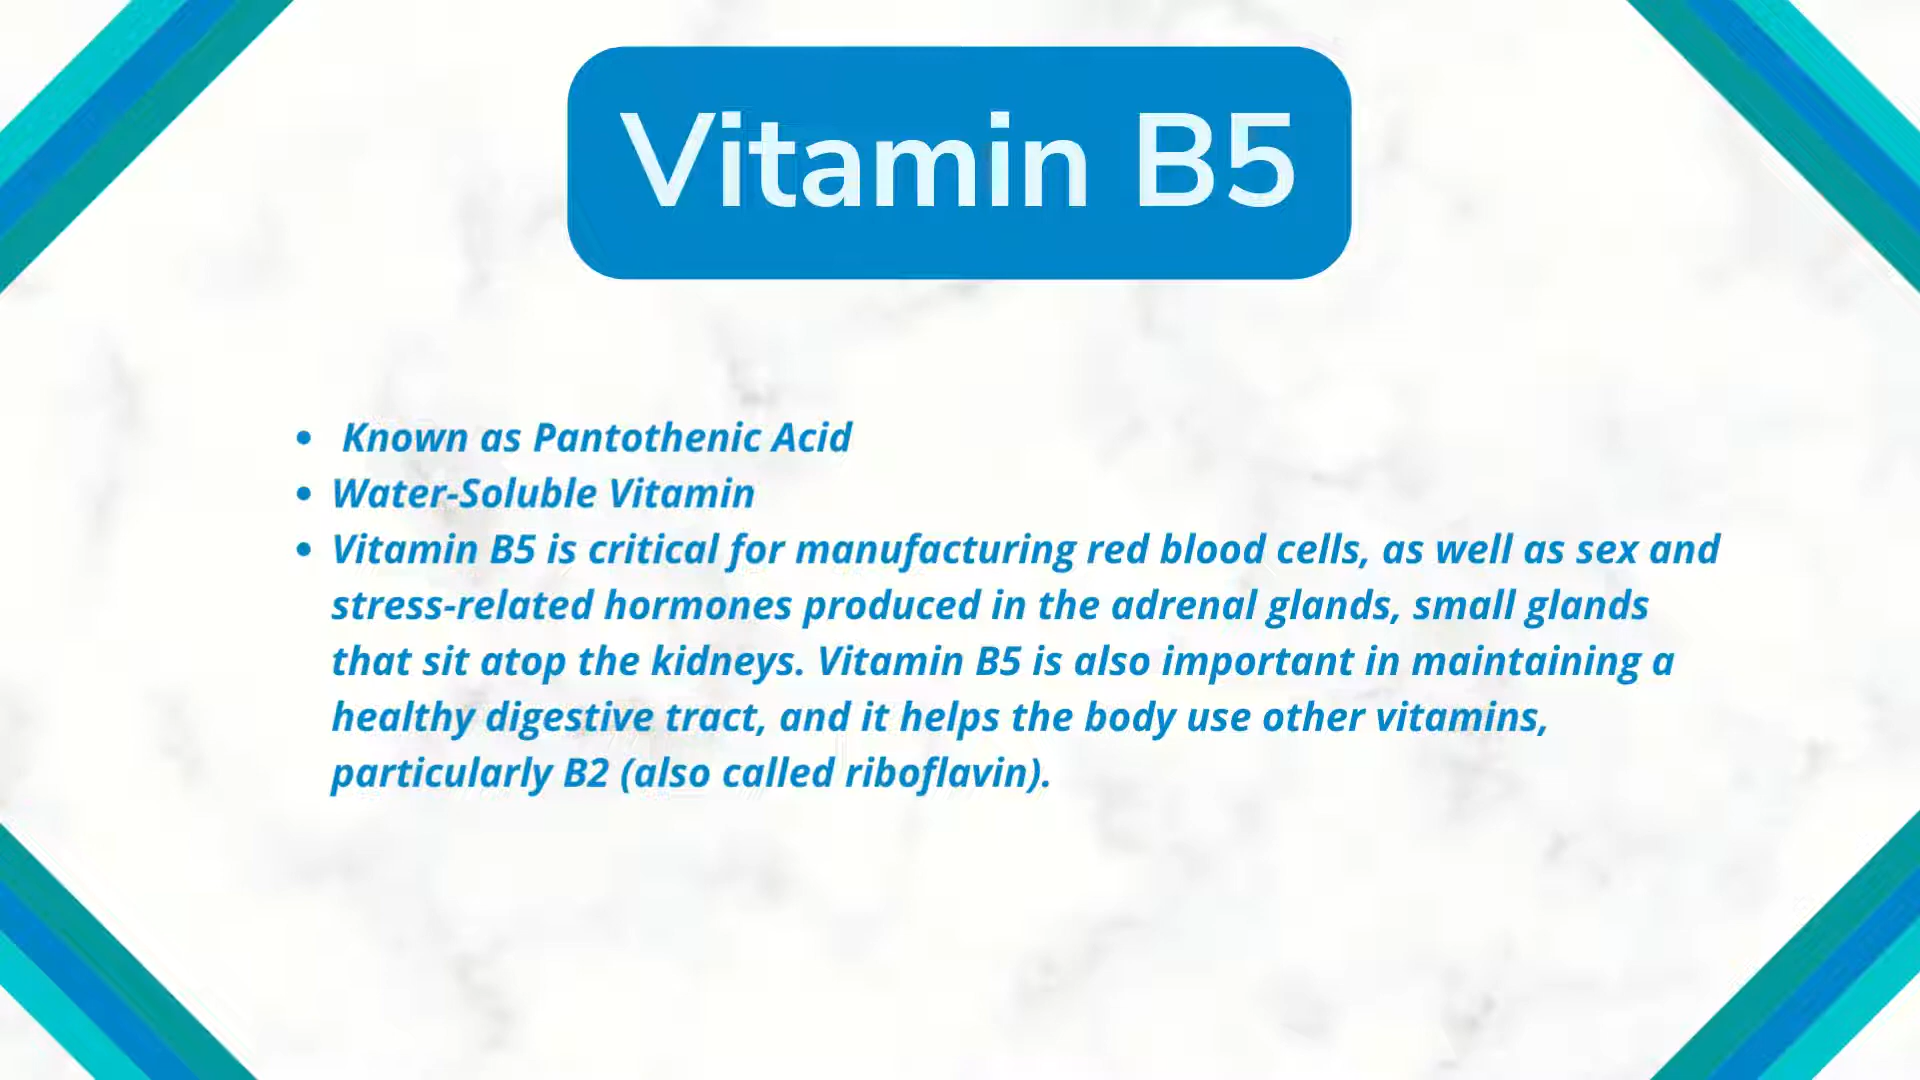 Vitamin B5
• Known as Pantothenic Acid
• Water-Soluble Vitamin
• Vitamin B5 is critical for manufacturing red blood cells, as well as sex and
stress-related hormones produced in the adrenal glands, small glands
that sit atop the kidneys. Vitamin B5 is also important in maintaining a
healthy digestive tract, and it helps the body use other vitamins,
particularly B2 (also called riboflavin).